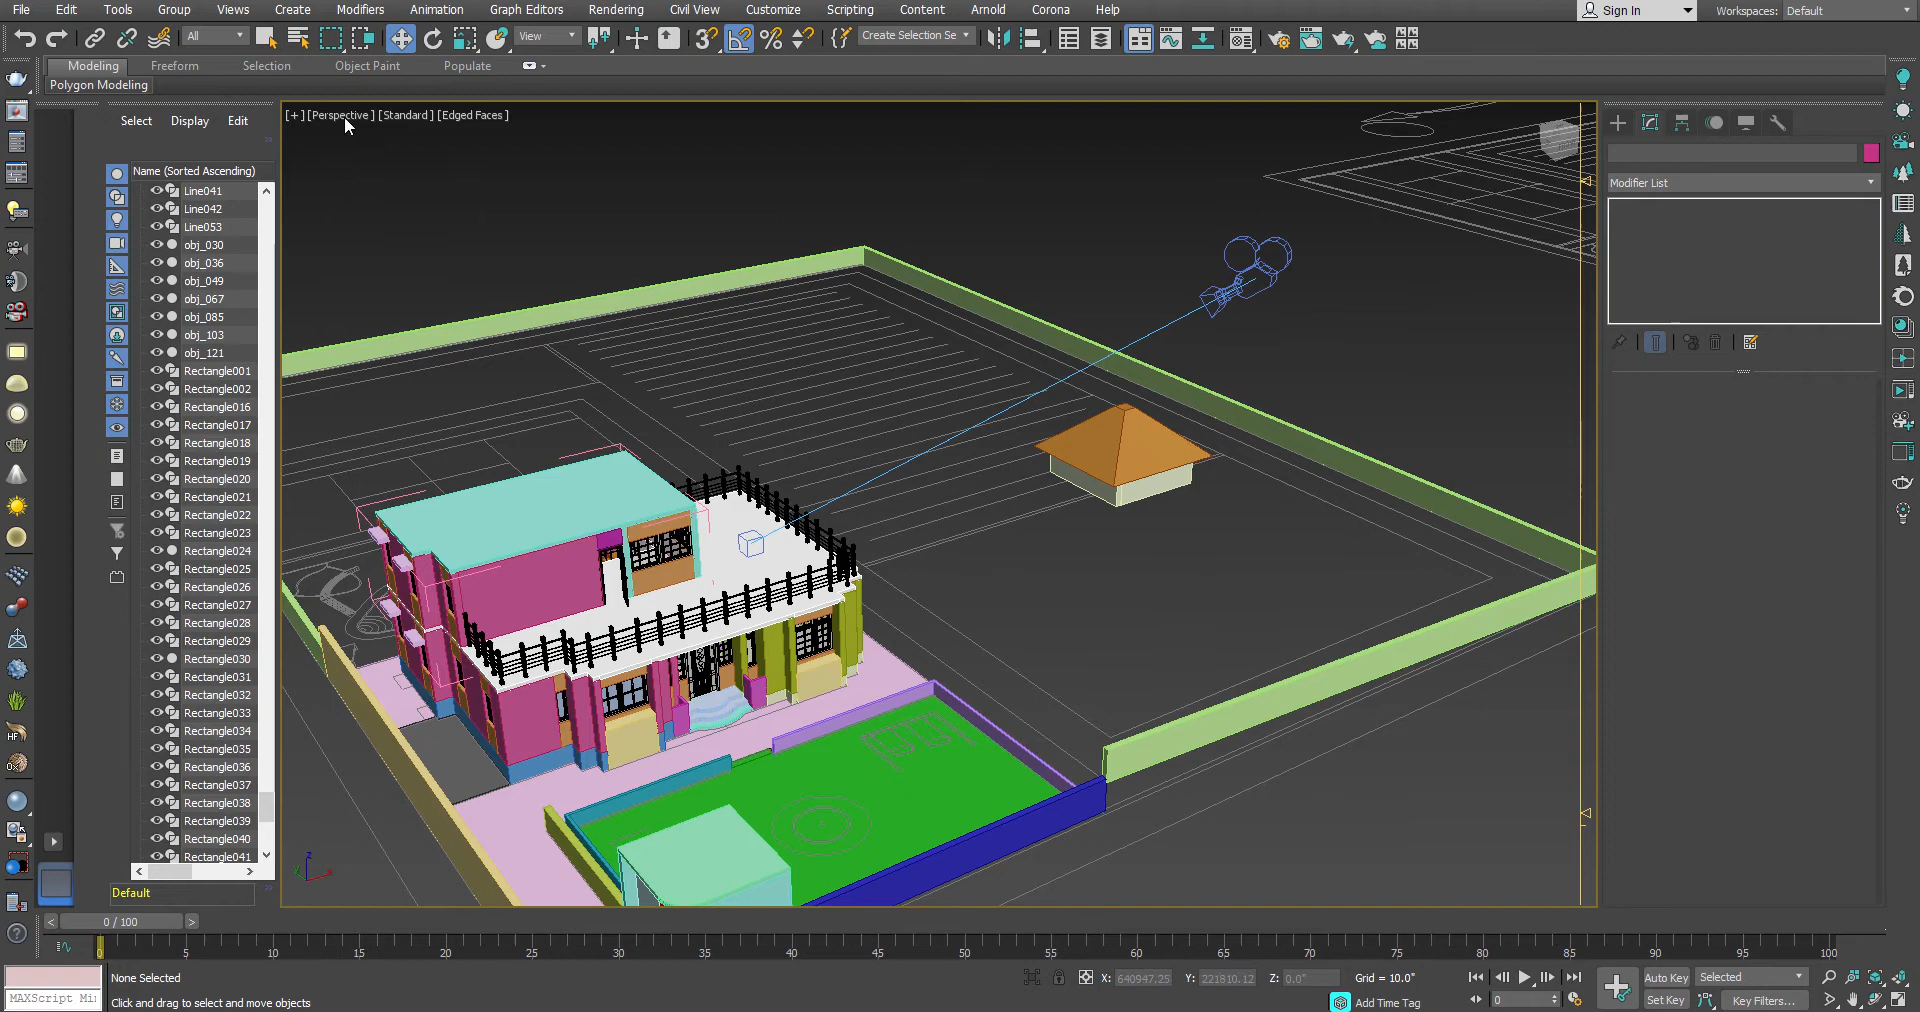 File Edit Tools Group Views Create Modifiers Animation Graph Editors Rendering Civil View Customize Scripting Content Arnold Corona Help Sign In Workspaces: Default
All View Create Selection Se
Modeling Freeform Selection Object Paint Populate
Polygon Modeling
Select Display Edit
[+] [Perspective] [Standard] [Edged Faces]
Name (Sorted Ascending)
Modifier List
Line041
Line042
Line053
obj_030
obj_036
obj_049
obj_067
obj_085
obj_103
obj_121
Rectangle001
Rectangle002
Rectangle016
Rectangle017
Rectangle018
Rectangle019
Rectangle020
Rectangle021
Rectangle022
Rectangle023
Rectangle024
Rectangle025
Rectangle026
Rectangle027
Rectangle028
Rectangle029
Rectangle030
Rectangle031
Rectangle032
Rectangle033
Rectangle034
Rectangle035
Rectangle036
Rectangle037
Rectangle038
Rectangle039
Rectangle040
Rectangle041
HF
Default
0 / 100
0 5 10 15 20 25 30 35 40 45 50 55 60 65 70 75 80 85 90 95 100
None Selected X: 640947.25 Y: 221810.12 Z: 0.0" Grid = 10.0" Auto Key Selected
MAXScript Mi Click and drag to select and move objects Add Time Tag 0 Set Key Key Filters...